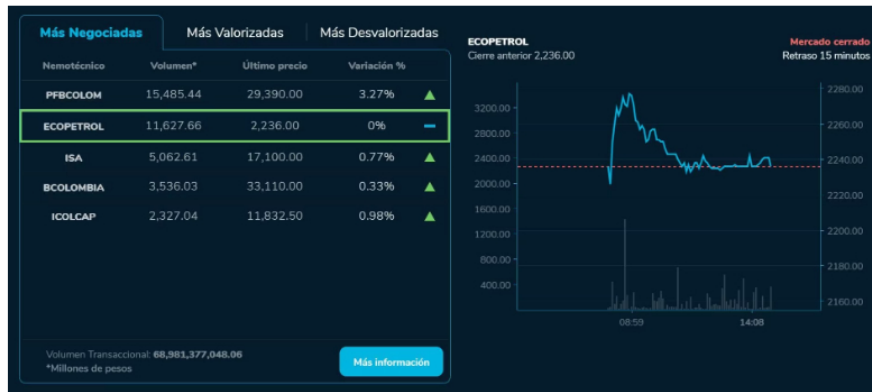 Más Negociadas Más Valorizadas Más Desvalorizadas
Nemotécnico Volumen* Último precio Variación %
PFBCOLOM 15,485.44 29,390.00 3.27%
ECOPETROL 11,627.66 2,236.00 0%
ISA 5,062.61 17,100.00 0.77%
BCOLOMBIA 3,536.03 33,110.00 0.33%
ICOLCAP 2,327.04 11,832.50 0.98%
Volumen Transaccional: 68,981,377,048.06
*Millones de pesos
Más información
ECOPETROL Mercado cerrado
Cierre anterior 2,236.00 Retraso 15 minutos
2280.00
3200.00
2260.00
2800.00
2400.00 2240.00
2000.00
2220.00
1600.00
1200.00 2200.00
800.00
2180.00
400.00
2160.00
08:59 14:08